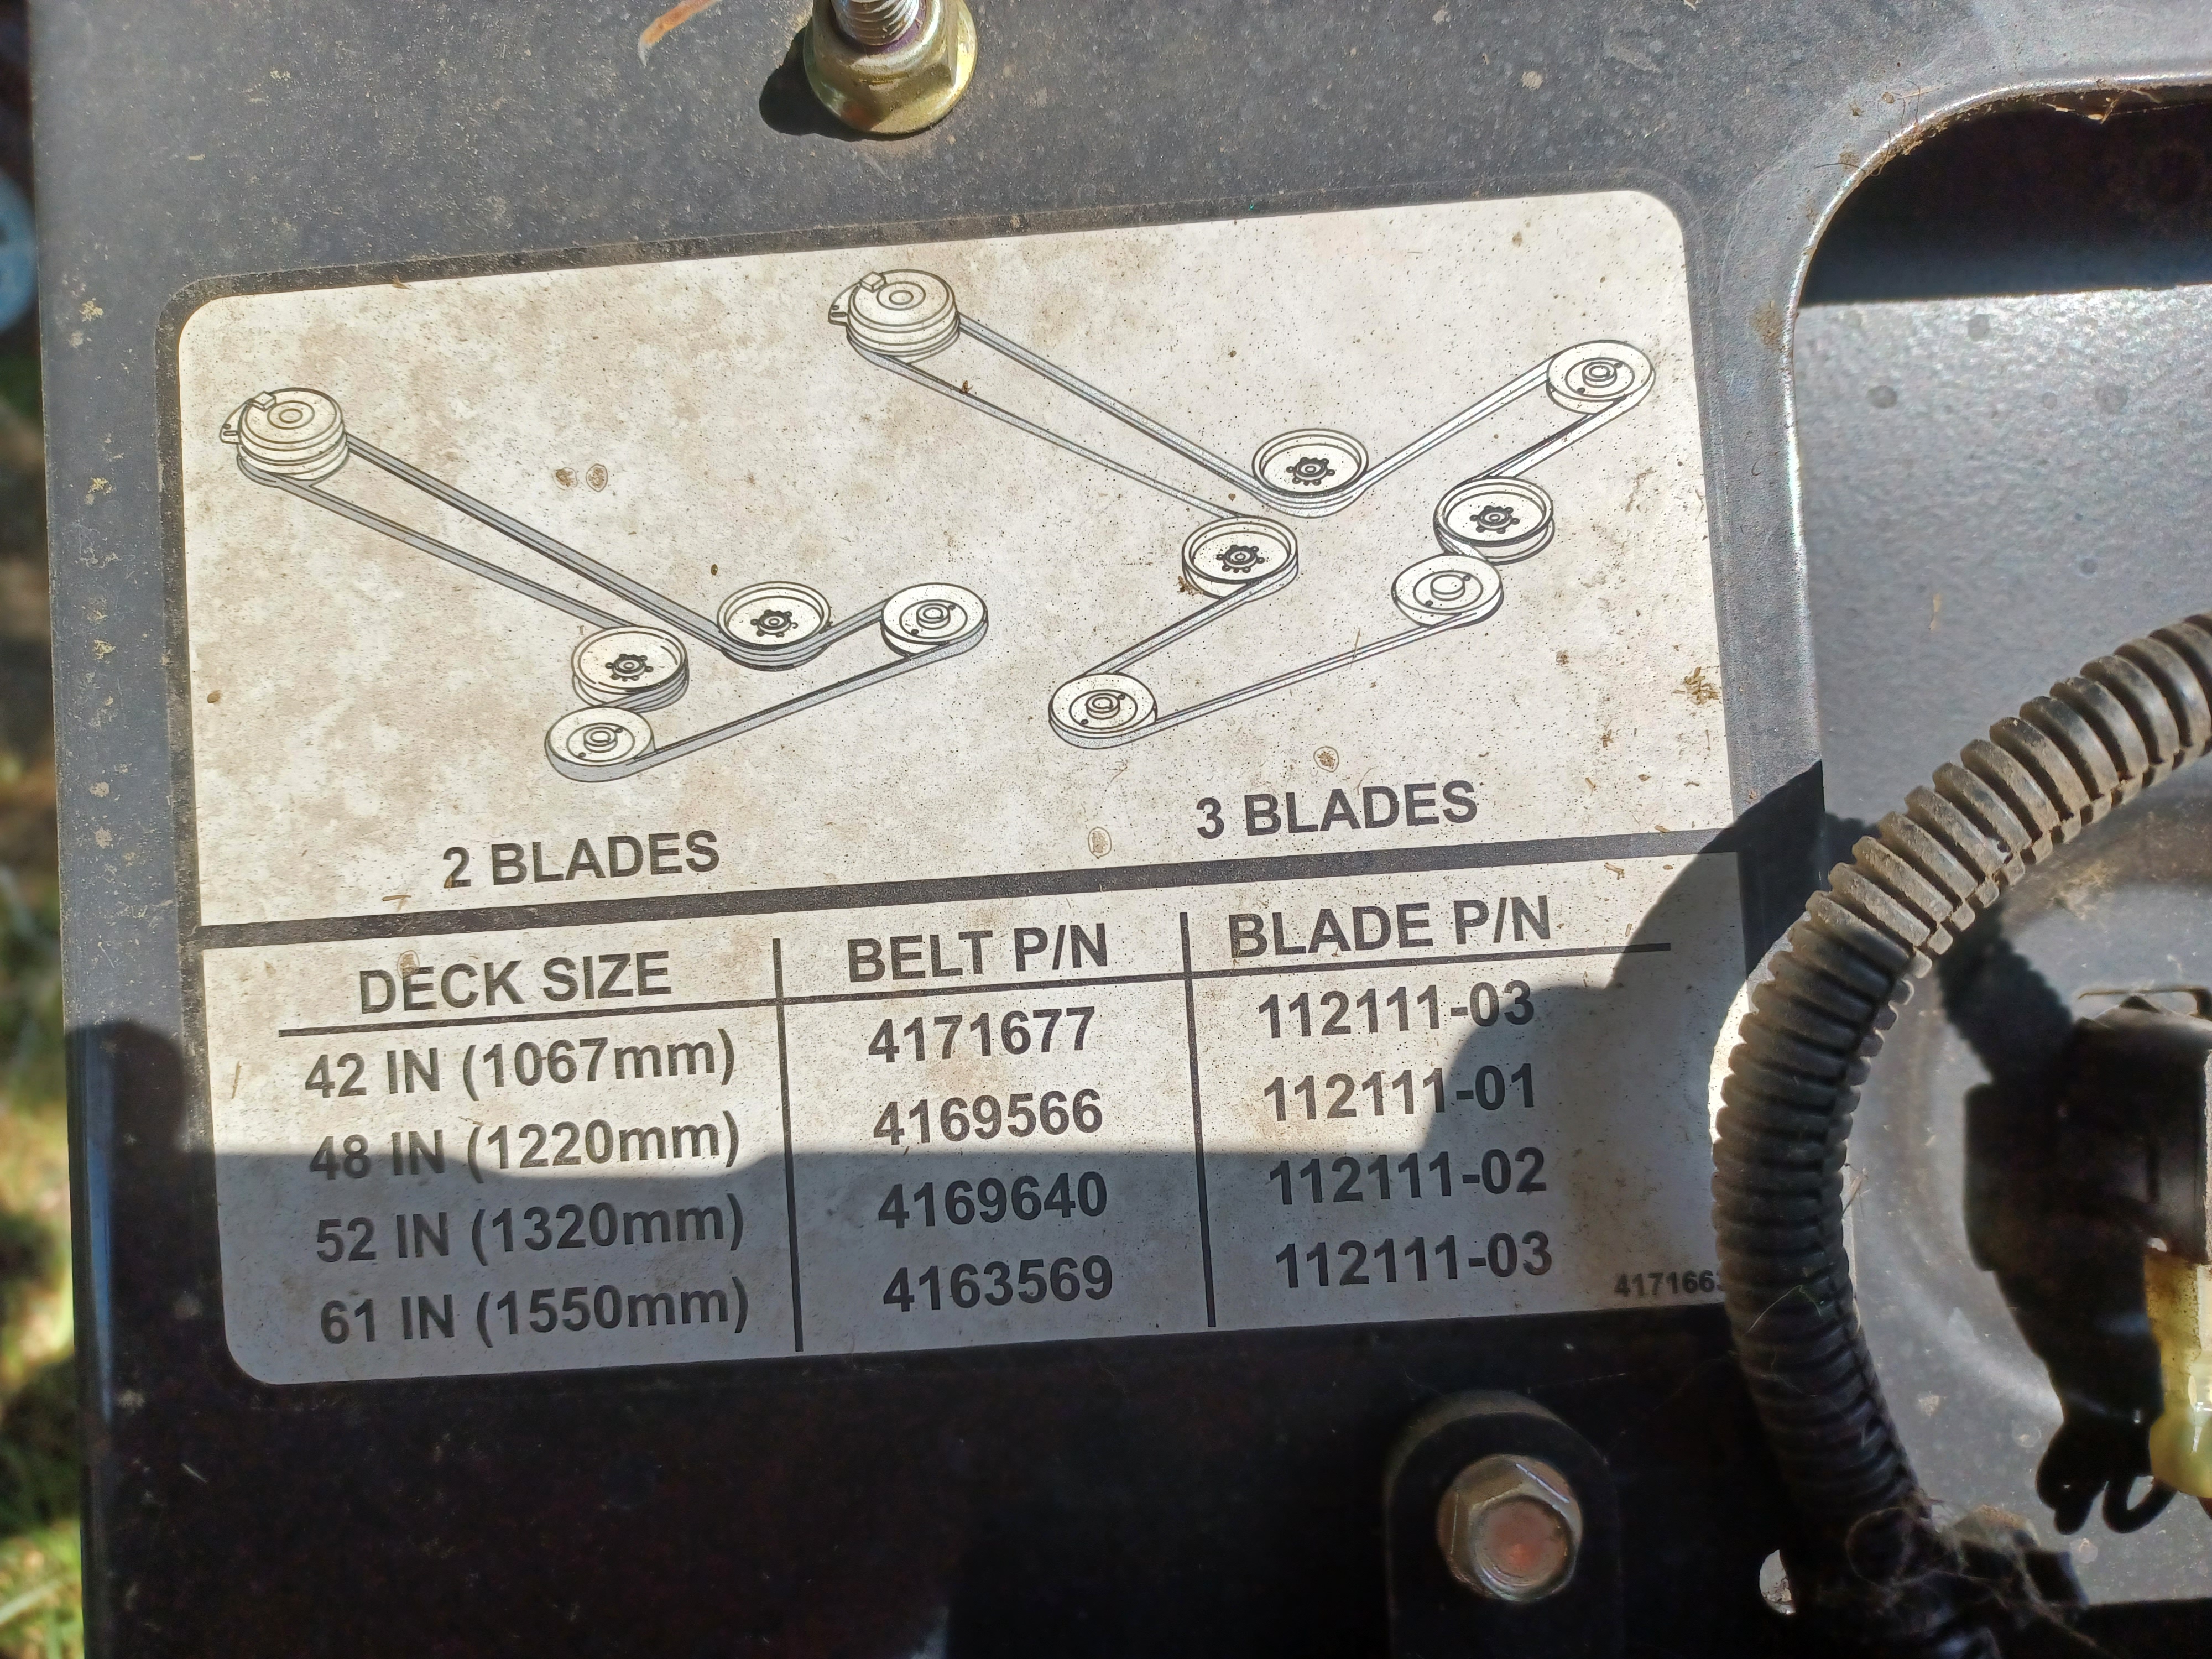 2 BLADES
3 BLADES
DECK SIZE BELT P/N BLADE P/N
42 IN (1067mm) 4171677 112111-03
48 IN (1220mm) 4169566 112111-01
52 IN (1320mm) 4169640 112111-02
61 IN (1550mm) 4163569 112111-03